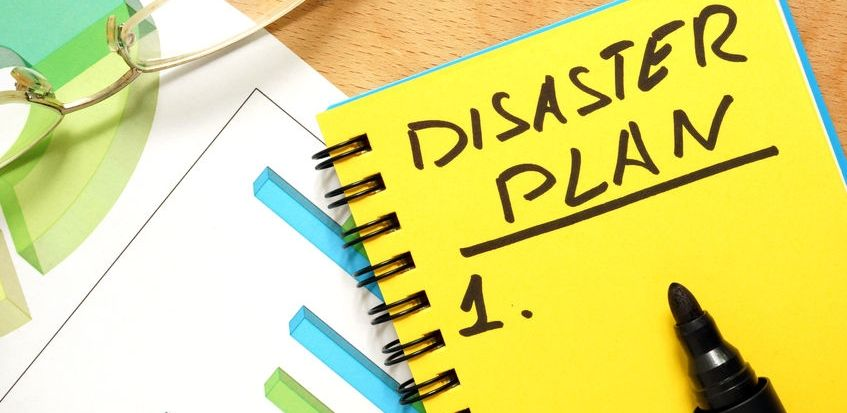 DISASTER
PLAN
1.